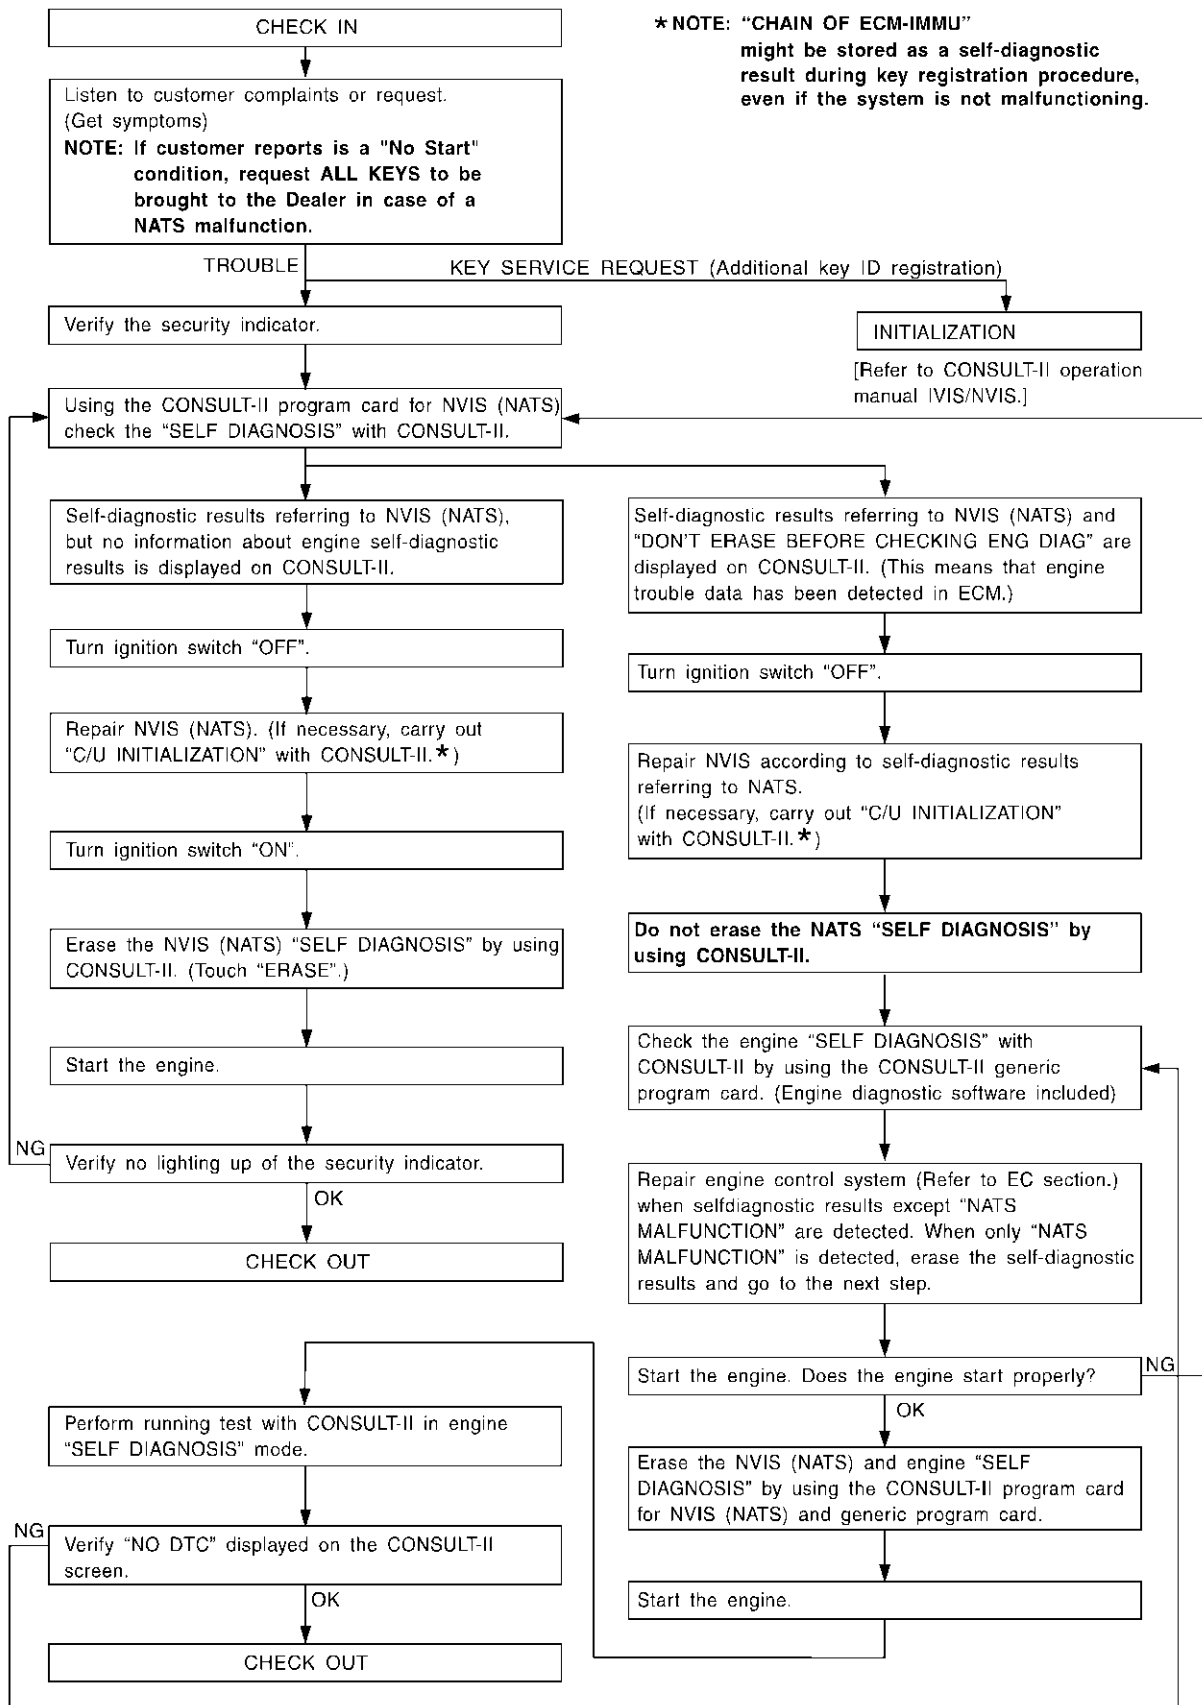 CHECK IN
* NOTE: “CHAIN OF ECM-IMMU”
might be stored as a self-diagnostic
result during key registration procedure,
even if the system is not malfunctioning.
Listen to customer complaints or request.
(Get symptoms)
NOTE: If customer reports is a "No Start"
condition, request ALL KEYS to be
brought to the Dealer in case of a
NATS malfunction.
TROUBLE
KEY SERVICE REQUEST (Additional key ID registration)
Verify the security indicator.
INITIALIZATION
[Refer to CONSULT-II operation
manual IVIS/NVIS.]
Using the CONSULT-II program card for NVIS (NATS)
check the “SELF DIAGNOSIS” with CONSULT-II.
Self-diagnostic results referring to NVIS (NATS),
but no information about engine self-diagnostic
results is displayed on CONSULT-II.
Turn ignition switch “OFF”.
Repair NVIS (NATS). (If necessary, carry out
“C/U INITIALIZATION” with CONSULT-II.*)
Turn ignition switch “ON”.
Erase the NVIS (NATS) “SELF DIAGNOSIS” by using
CONSULT-II. (Touch “ERASE”.)
Start the engine.
NG
Verify no lighting up of the security indicator.
OK
CHECK OUT
Self-diagnostic results referring to NVIS (NATS) and
“DON'T ERASE BEFORE CHECKING ENG DIAG” are
displayed on CONSULT-II. (This means that engine
trouble data has been detected in ECM.)
Turn ignition switch “OFF”.
Repair NVIS according to self-diagnostic results
referring to NATS.
(If necessary, carry out “C/U INITIALIZATION”
with CONSULT-II.*)
Do not erase the NATS “SELF DIAGNOSIS” by
using CONSULT-II.
Check the engine “SELF DIAGNOSIS” with
CONSULT-II by using the CONSULT-II generic
program card. (Engine diagnostic software included)
Repair engine control system (Refer to EC section.)
when selfdiagnostic results except “NATS
MALFUNCTION” are detected. When only “NATS
MALFUNCTION” is detected, erase the self-diagnostic
results and go to the next step.
Start the engine. Does the engine start properly?
NG
OK
Erase the NVIS (NATS) and engine “SELF
DIAGNOSIS” by using the CONSULT-II program card
for NVIS (NATS) and generic program card.
Start the engine.
Perform running test with CONSULT-II in engine
“SELF DIAGNOSIS” mode.
NG
Verify “NO DTC” displayed on the CONSULT-II
screen.
OK
CHECK OUT